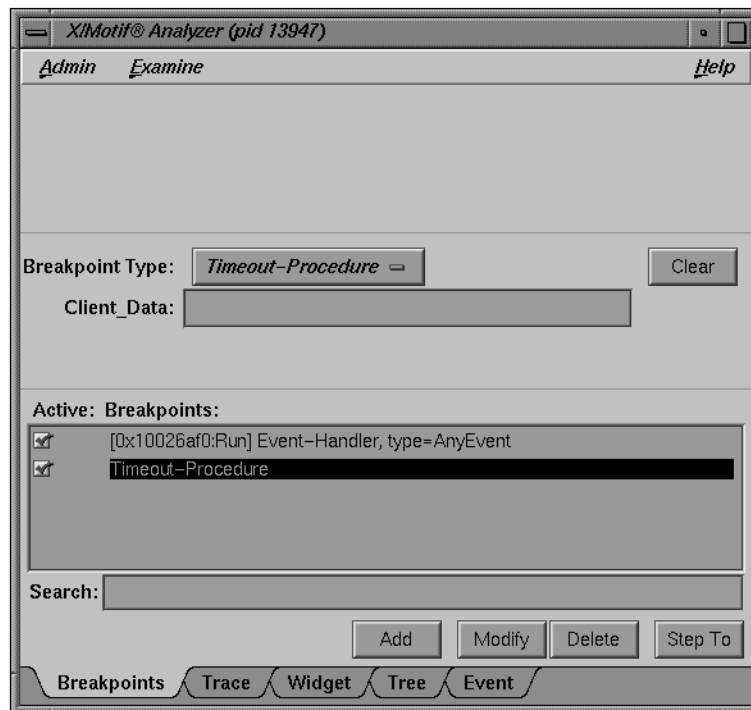 X/Motif® Analyzer (pid 13947)
Admin Examine Help
Breakpoint Type: Timeout-Procedure Clear
Client_Data:
Active: Breakpoints:
[0x10026af0:Run] Event-Handler, type=AnyEvent
Timeout-Procedure
Search:
Add Modify Delete Step To
Breakpoints Trace Widget Tree Event